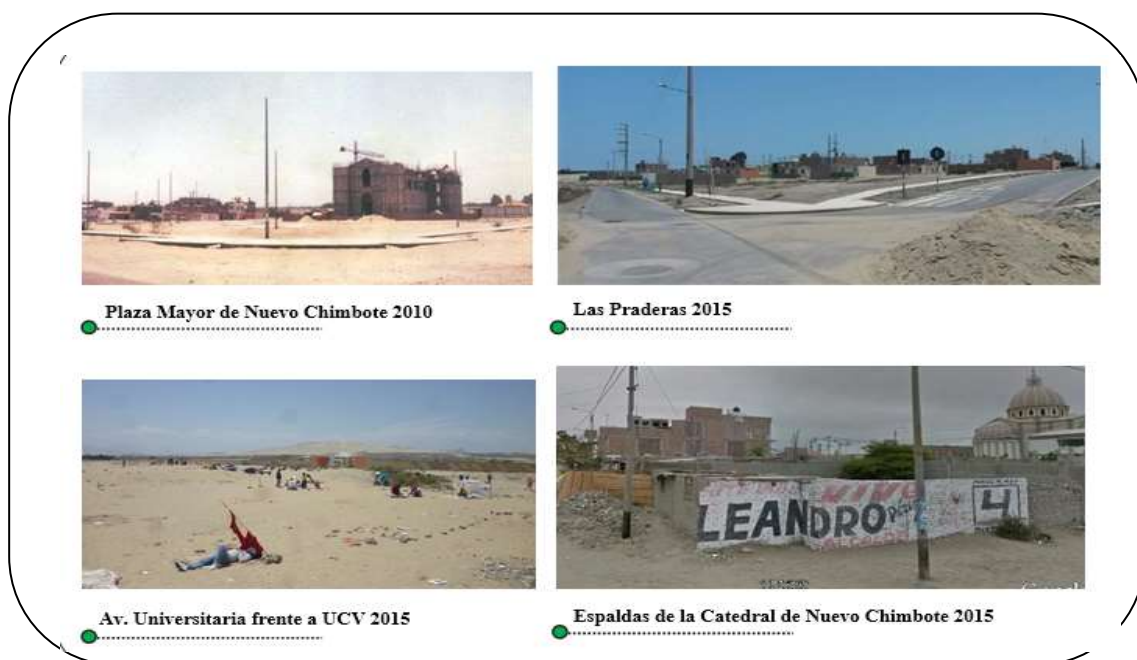 Plaza Mayor de Nuevo Chimbote 2010
Las Praderas 2015
VIVO
LEANDRO
4
Av. Universitaria frente a UCV 2015
Espaldas de la Catedral de Nuevo Chimbote 2015